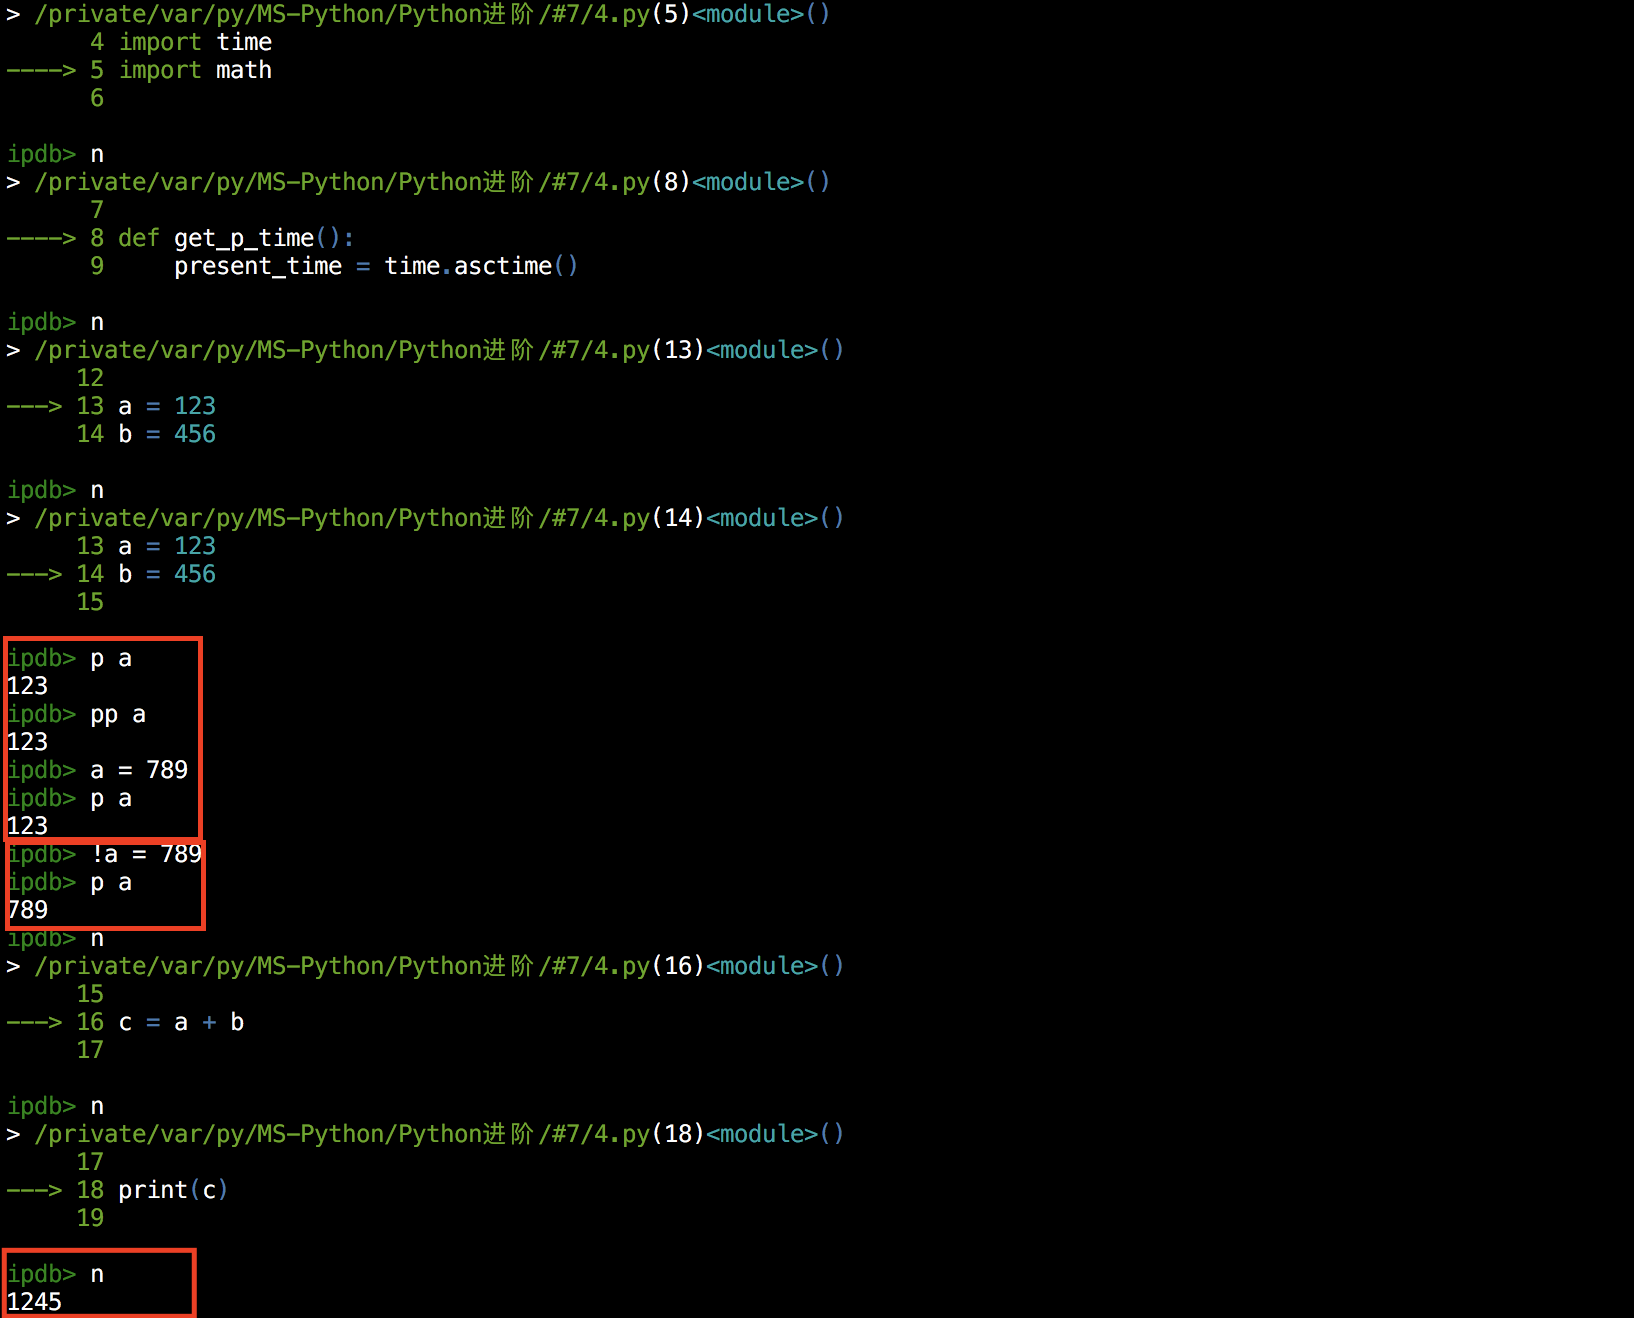 > /private/var/py/MS-Python/Python进阶/#7/4.py(5)<module>()
      4 import time
----> 5 import math
      6
ipdb> n
> /private/var/py/MS-Python/Python进阶/#7/4.py(8)<module>()
      7
----> 8 def get_p_time():
      9     present_time = time.asctime()
ipdb> n
> /private/var/py/MS-Python/Python进阶/#7/4.py(13)<module>()
     12
---> 13 a = 123
     14 b = 456
ipdb> n
> /private/var/py/MS-Python/Python进阶/#7/4.py(14)<module>()
     13 a = 123
---> 14 b = 456
     15
ipdb> p a
123
ipdb> pp a
123
ipdb> a = 789
ipdb> p a
123
ipdb> !a = 789
ipdb> p a
789
ipdb> n
> /private/var/py/MS-Python/Python进阶/#7/4.py(16)<module>()
     15
---> 16 c = a + b
     17
ipdb> n
> /private/var/py/MS-Python/Python进阶/#7/4.py(18)<module>()
     17
---> 18 print(c)
     19
ipdb> n
1245